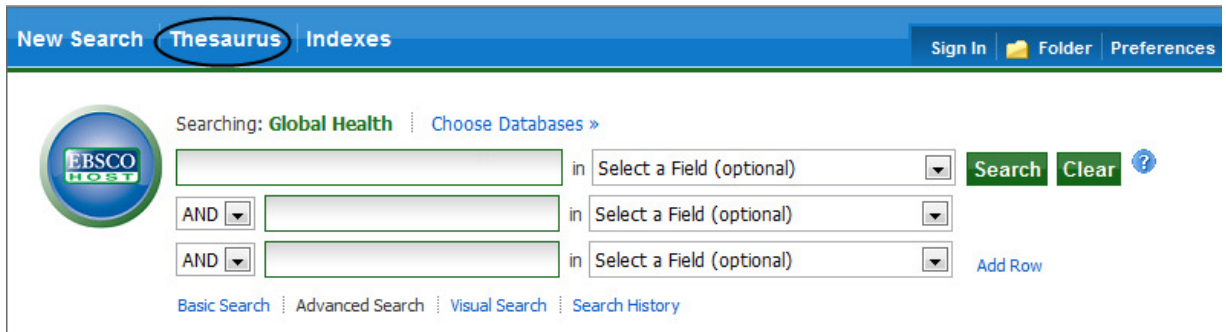 New Search Thesaurus Indexes
Sign In Folder Preferences
Searching: Global Health Choose Databases »
EBSCO
HOST
in Select a Field (optional) Search Clear ?
AND in Select a Field (optional)
AND in Select a Field (optional) Add Row
Basic Search Advanced Search Visual Search Search History